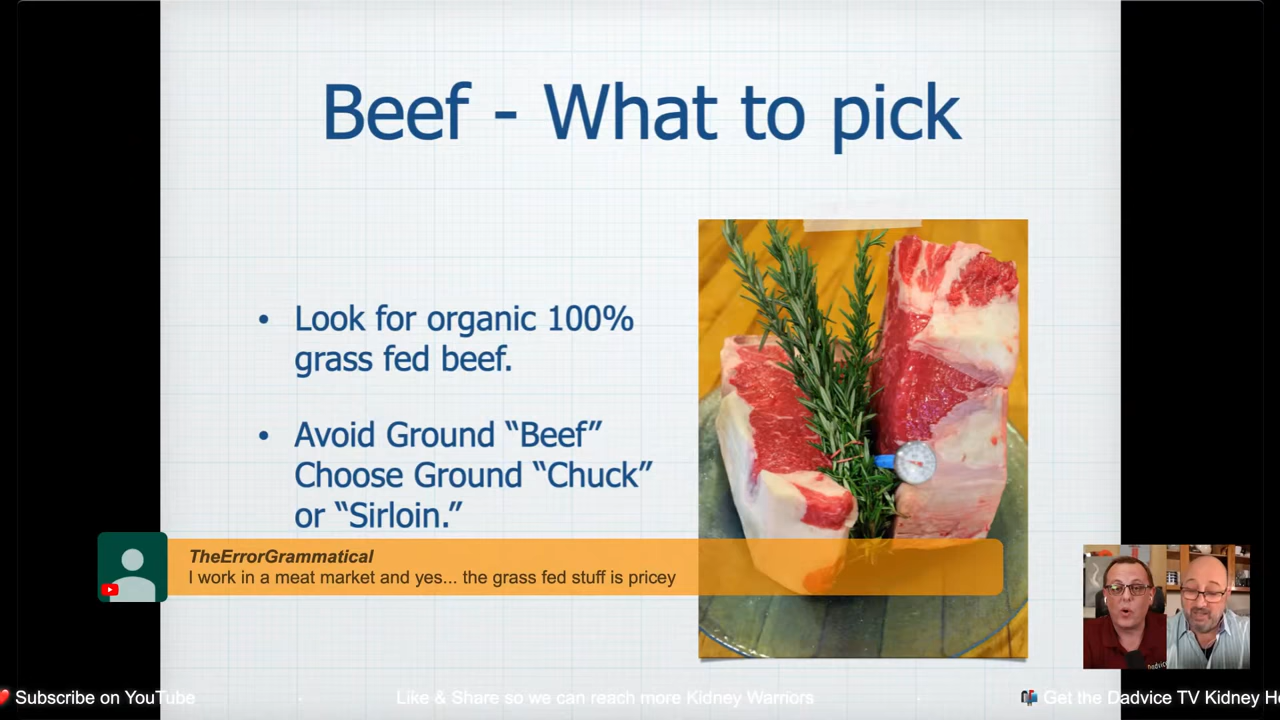 Beef - What to pick
• Look for organic 100%
grass fed beef.
• Avoid Ground “Beef”
Choose Ground “Chuck”
or “Sirloin.”
TheErrorGrammatical
I work in a meat market and yes... the grass fed stuff is pricey
Subscribe on YouTube
Like & Share so we can reach more Kidney Warriors
Get the Dadvice TV Kidney